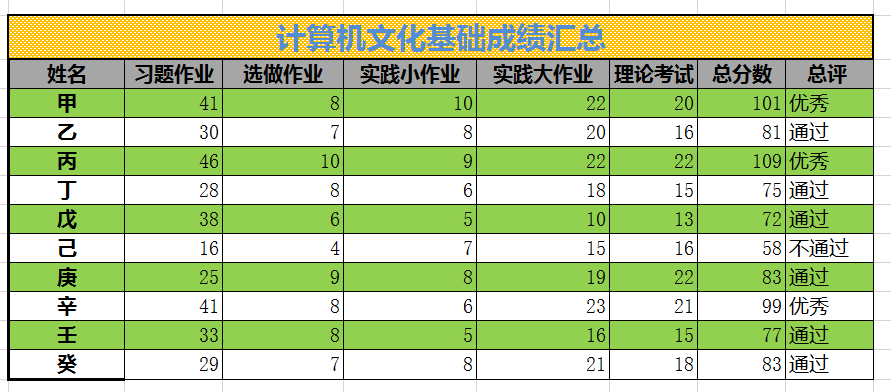 计算机文化基础成绩汇总
姓名 习题作业 选做作业 实践小作业 实践大作业 理论考试 总分数 总评
甲 41 8 10 22 20 101 优秀
乙 30 7 8 20 16 81 通过
丙 46 10 9 22 22 109 优秀
丁 28 8 6 18 15 75 通过
戊 38 6 5 10 13 72 通过
己 16 4 7 15 16 58 不通过
庚 25 9 8 19 22 83 通过
辛 41 8 6 23 21 99 优秀
壬 33 8 5 16 15 77 通过
癸 29 7 8 21 18 83 通过